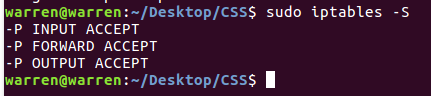 warren@warren:~/Desktop/CSS$ sudo iptables -S
-P INPUT ACCEPT
-P FORWARD ACCEPT
-P OUTPUT ACCEPT
warren@warren:~/Desktop/CSS$